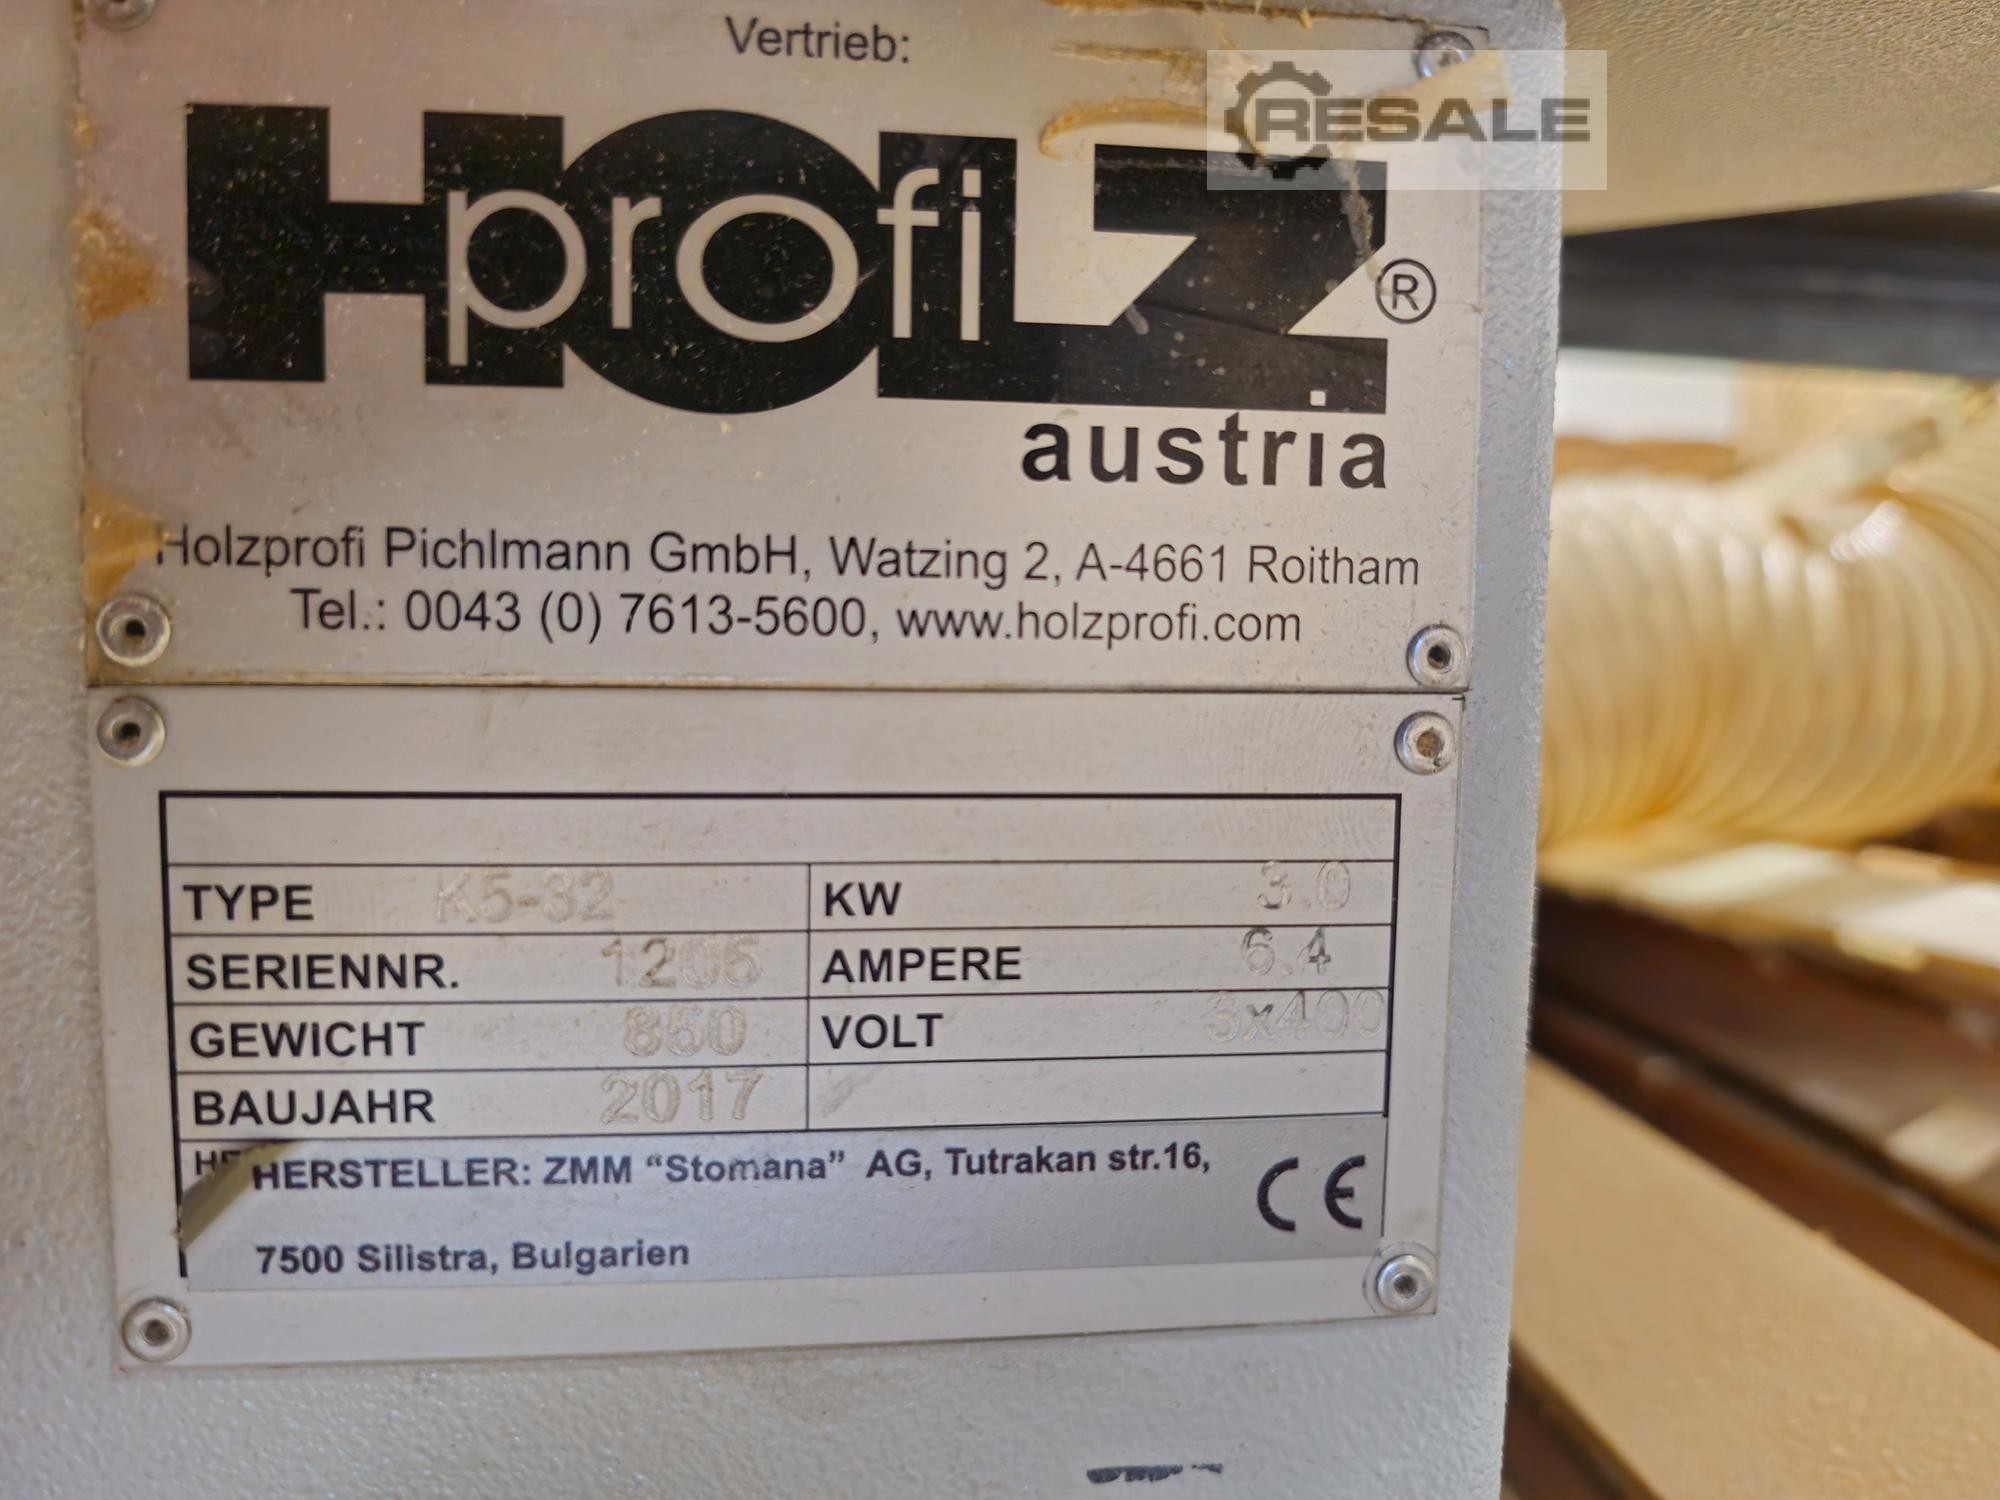 Vertrieb:
RESALE
HOLZ
profi
®
austria
Holzprofi Pichlmann GmbH, Watzing 2, A-4661 Roitham
Tel.: 0043 (0) 7613-5600, www.holzprofi.com
TYPE K5-32 KW 3.0
SERIENNR. 1205 AMPERE 6.4
GEWICHT 850 VOLT 3x400
BAUJAHR 2017
HERSTELLER: ZMM “Stomana” AG, Tutrakan str.16,
7500 Silistra, Bulgarien
CE